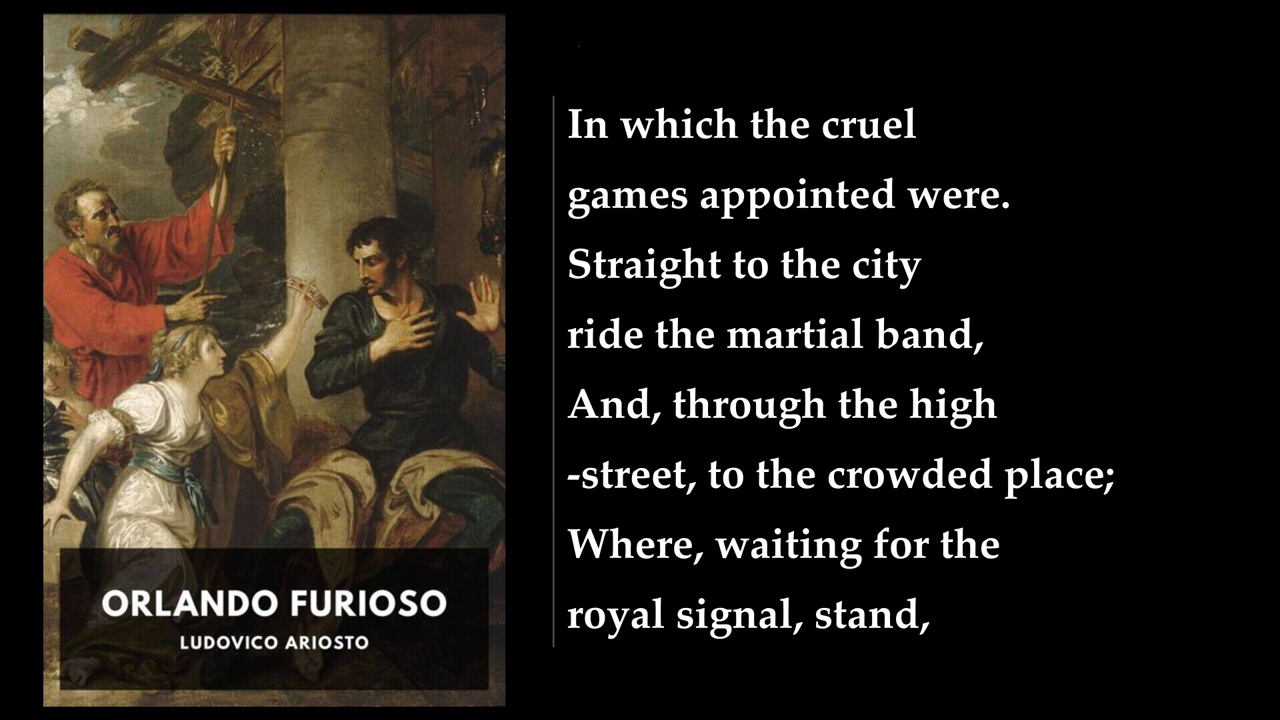 ORLANDO FURIOSO
LUDOVICO ARIOSTO
In which the cruel
games appointed were.
Straight to the city
ride the martial band,
And, through the high
-street, to the crowded place;
Where, waiting for the
royal signal, stand,